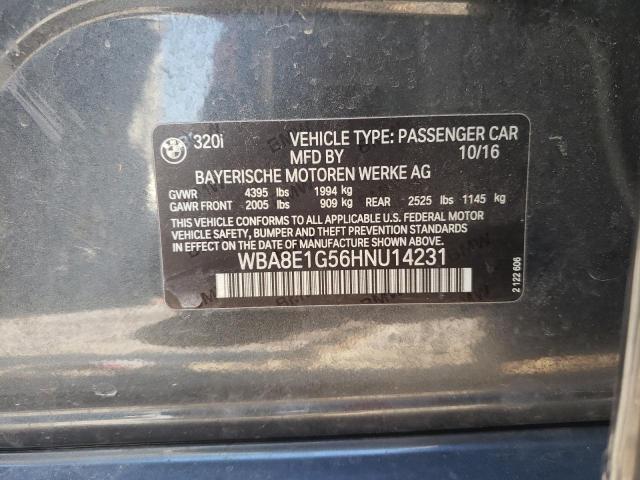 BMW 320i VEHICLE TYPE: PASSENGER CAR
MFD BY 10/16
BAYERISCHE MOTOREN WERKE AG
GVWR 4395 lbs 1994 kg
GAWR FRONT 2005 lbs 909 kg REAR 2525 lbs 1145 kg
THIS VEHICLE CONFORMS TO ALL APPLICABLE U.S. FEDERAL MOTOR
VEHICLE SAFETY, BUMPER AND THEFT PREVENTION STANDARDS
IN EFFECT ON THE DATE OF MANUFACTURE SHOWN ABOVE.
WBA8E1G56HNU14231
2 122 606